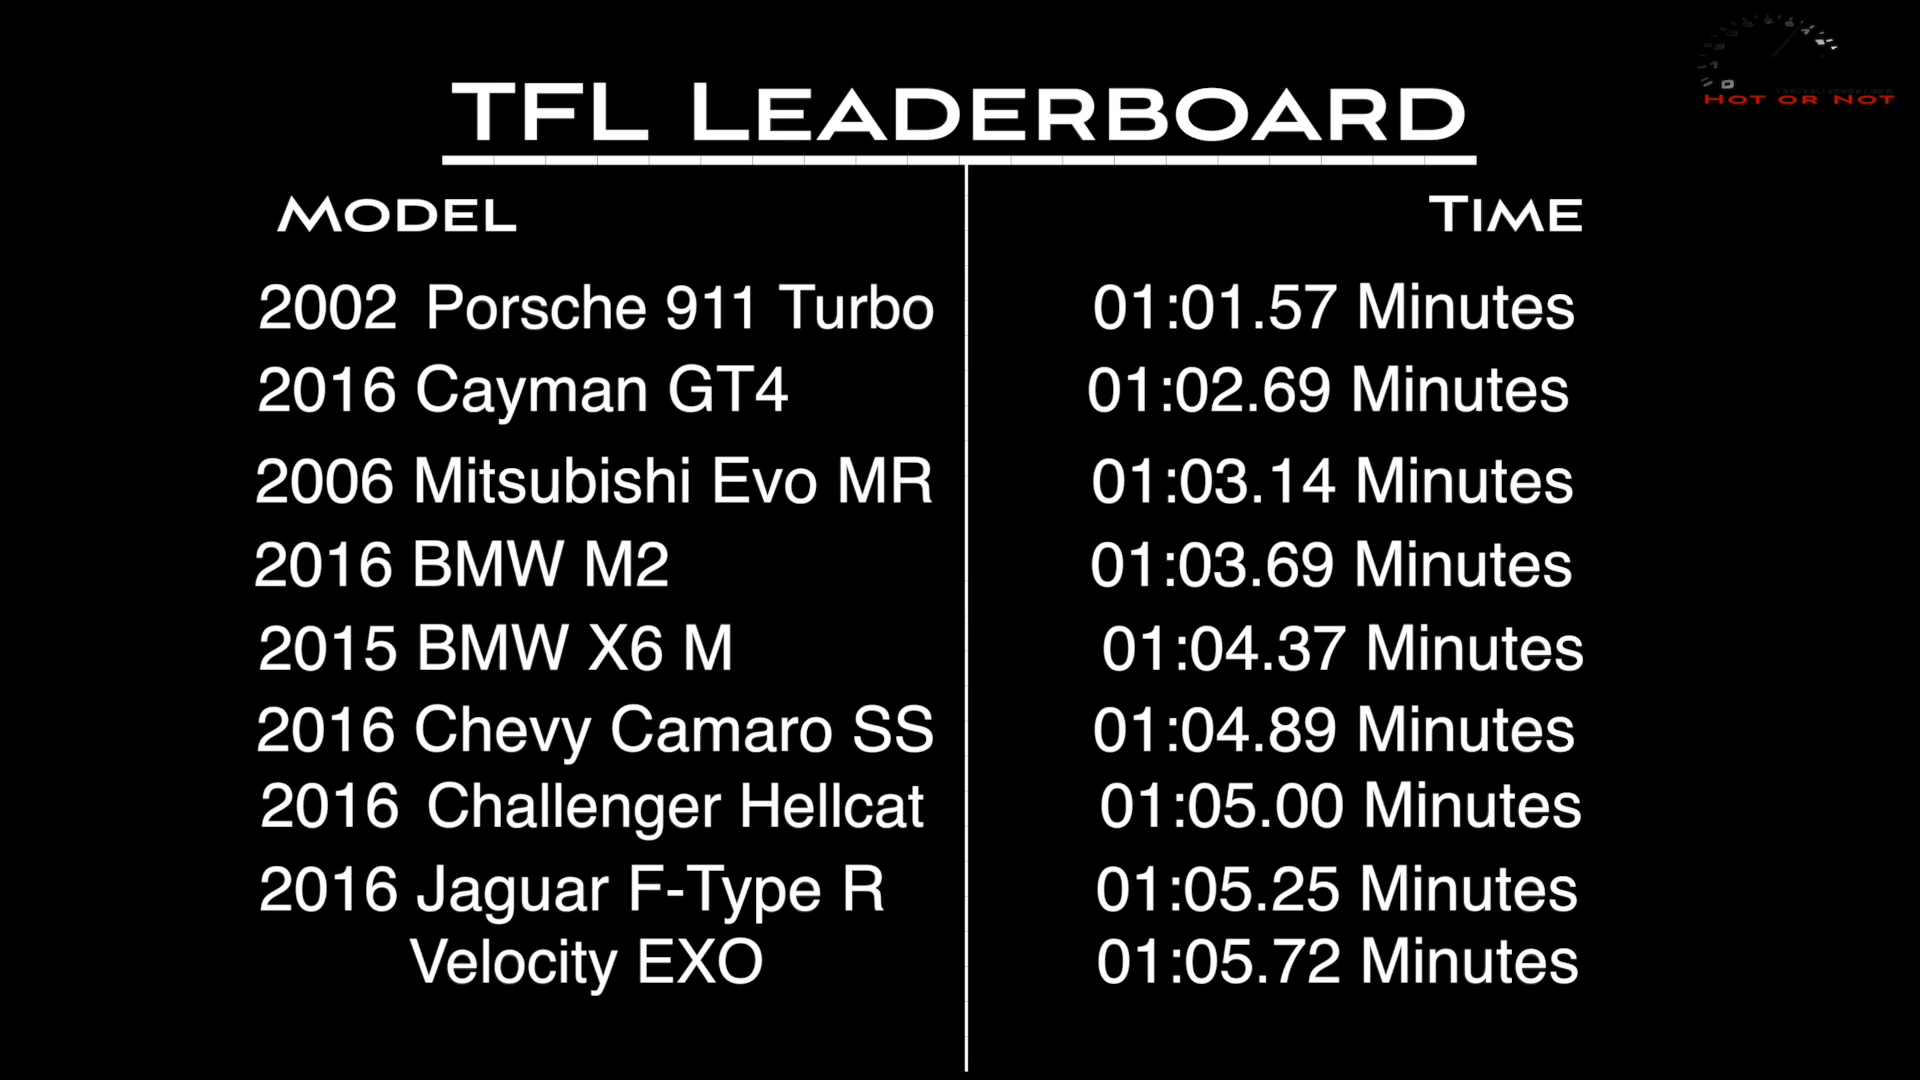 TFL Leaderboard
Model Time
2002 Porsche 911 Turbo 01:01.57 Minutes
2016 Cayman GT4 01:02.69 Minutes
2006 Mitsubishi Evo MR 01:03.14 Minutes
2016 BMW M2 01:03.69 Minutes
2015 BMW X6 M 01:04.37 Minutes
2016 Chevy Camaro SS 01:04.89 Minutes
2016 Challenger Hellcat 01:05.00 Minutes
2016 Jaguar F-Type R 01:05.25 Minutes
Velocity EXO 01:05.72 Minutes
Hot or Not